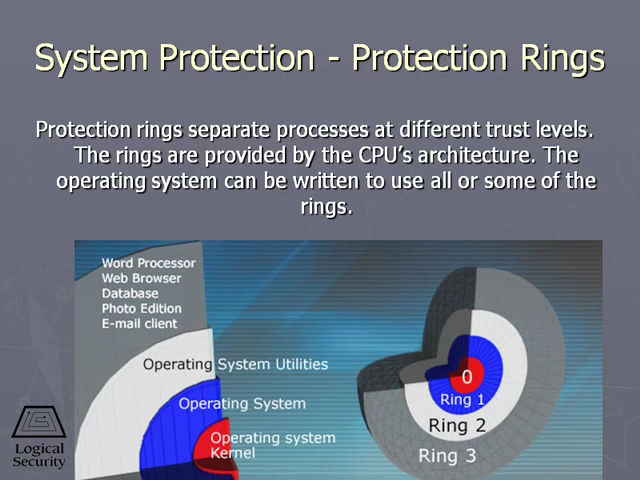 System Protection - Protection Rings
Protection rings separate processes at different trust levels.
The rings are provided by the CPU's architecture. The
operating system can be written to use all or some of the
rings.
Word Processor
Web Browser
Database
Photo Edition
E-mail client
Operating System Utilities
Operating System
Operating system
Kernel
0
Ring 1
Ring 2
Ring 3
Logical
Security